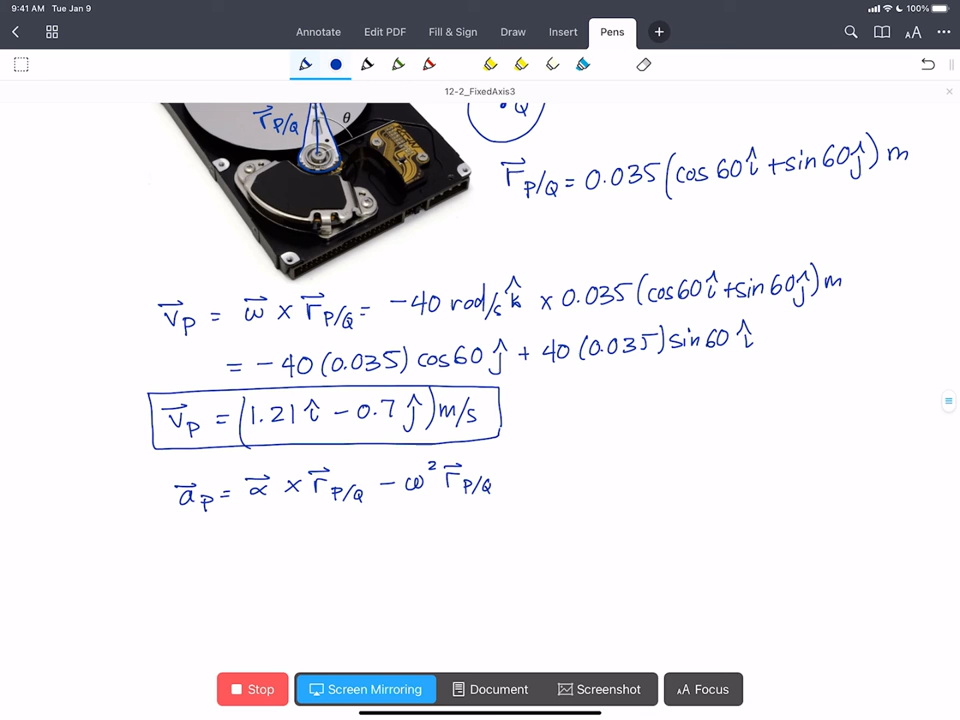 9:41 AM Tue Jan 9
100%
Annotate Edit PDF Fill & Sign Draw Insert Pens +
AA
12-2_FixedAxis3
r⃗P/Q θ
Q
r⃗P/Q = 0.035 (cos 60 î + sin 60 ĵ) m
v⃗P = ω⃗ × r⃗P/Q = -40 rad/s k̂ × 0.035 (cos 60 î + sin 60 ĵ) m
= -40 (0.035) cos 60 ĵ + 40 (0.035) sin 60 î
v⃗P = (1.21 î - 0.7 ĵ) m/s
a⃗P = α⃗ × r⃗P/Q - ω² r⃗P/Q
Stop Screen Mirroring Document Screenshot AA Focus